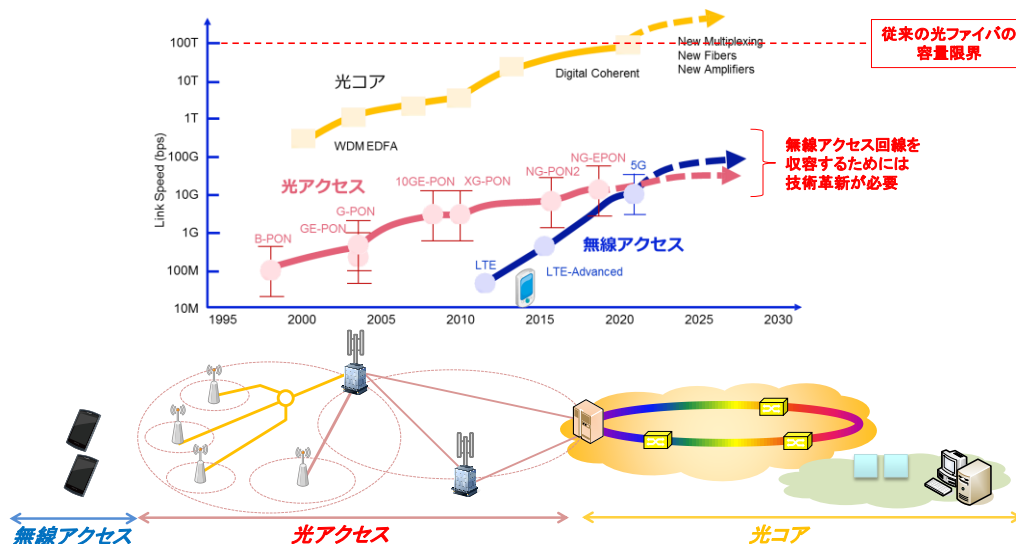 従来の光ファイバの
容量限界
100T
10T
1T
100G
10G
1G
100M
10M
Link Speed (bps)
光コア
WDM EDFA
Digital Coherent
New Multiplexing
New Fibers
New Amplifiers
無線アクセス回線を
収容するためには
技術革新が必要
光アクセス
B-PON
GE-PON
G-PON
10GE-PON
XG-PON
NG-PON2
NG-EPON
5G
無線アクセス
LTE
LTE-Advanced
1995
2000
2005
2010
2015
2020
2025
2030
無線アクセス
光アクセス
光コア